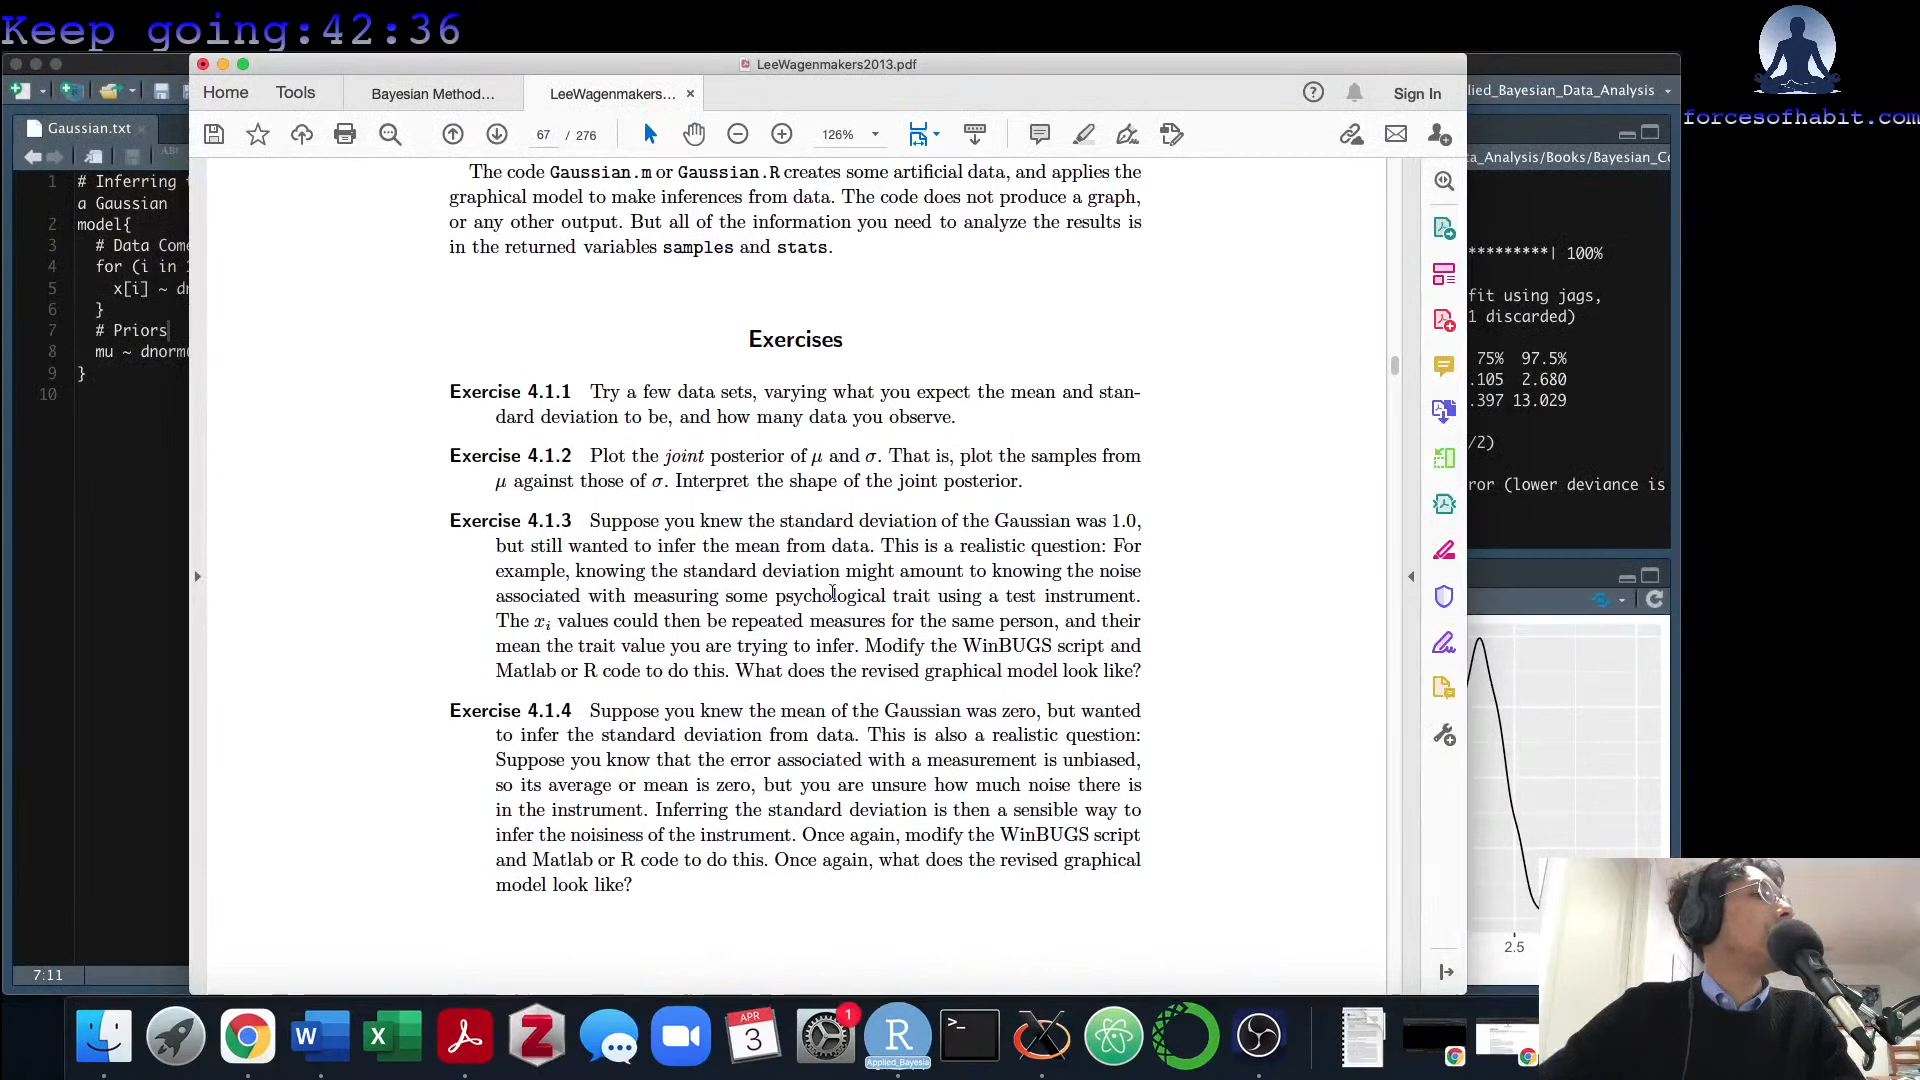 Keep going:42:36
LeeWagenmakers2013.pdf
Home
Tools
Bayesian Method...
LeeWagenmakers...
Sign In
lied_Bayesian_Data_Analysis
forcesofhabit.com
67 / 276
126%
Gaussian.txt
ta_Analysis/Books/Bayesian_Co
1 # Inferring
a Gaussian
2 model{
3 # Data Come
4 for (i in
5 x[i] ~ dn
6 }
7 # Priors
8 mu ~ dnorm
9 }
10
7:11
The code Gaussian.m or Gaussian.R creates some artificial data, and applies the
graphical model to make inferences from data. The code does not produce a graph,
or any other output. But all of the information you need to analyze the results is
in the returned variables samples and stats.
Exercises
Exercise 4.1.1 Try a few data sets, varying what you expect the mean and stan-
dard deviation to be, and how many data you observe.
Exercise 4.1.2 Plot the joint posterior of μ and σ. That is, plot the samples from
μ against those of σ. Interpret the shape of the joint posterior.
Exercise 4.1.3 Suppose you knew the standard deviation of the Gaussian was 1.0,
but still wanted to infer the mean from data. This is a realistic question: For
example, knowing the standard deviation might amount to knowing the noise
associated with measuring some psychological trait using a test instrument.
The xi values could then be repeated measures for the same person, and their
mean the trait value you are trying to infer. Modify the WinBUGS script and
Matlab or R code to do this. What does the revised graphical model look like?
Exercise 4.1.4 Suppose you knew the mean of the Gaussian was zero, but wanted
to infer the standard deviation from data. This is also a realistic question:
Suppose you know that the error associated with a measurement is unbiased,
so its average or mean is zero, but you are unsure how much noise there is
in the instrument. Inferring the standard deviation is then a sensible way to
infer the noisiness of the instrument. Once again, modify the WinBUGS script
and Matlab or R code to do this. Once again, what does the revised graphical
model look like?
*********| 100%
fit using jags,
1 discarded)
75% 97.5%
.105 2.680
.397 13.029
/2)
ror (lower deviance is
2.5
APR
3
1
Applied_Bayesia